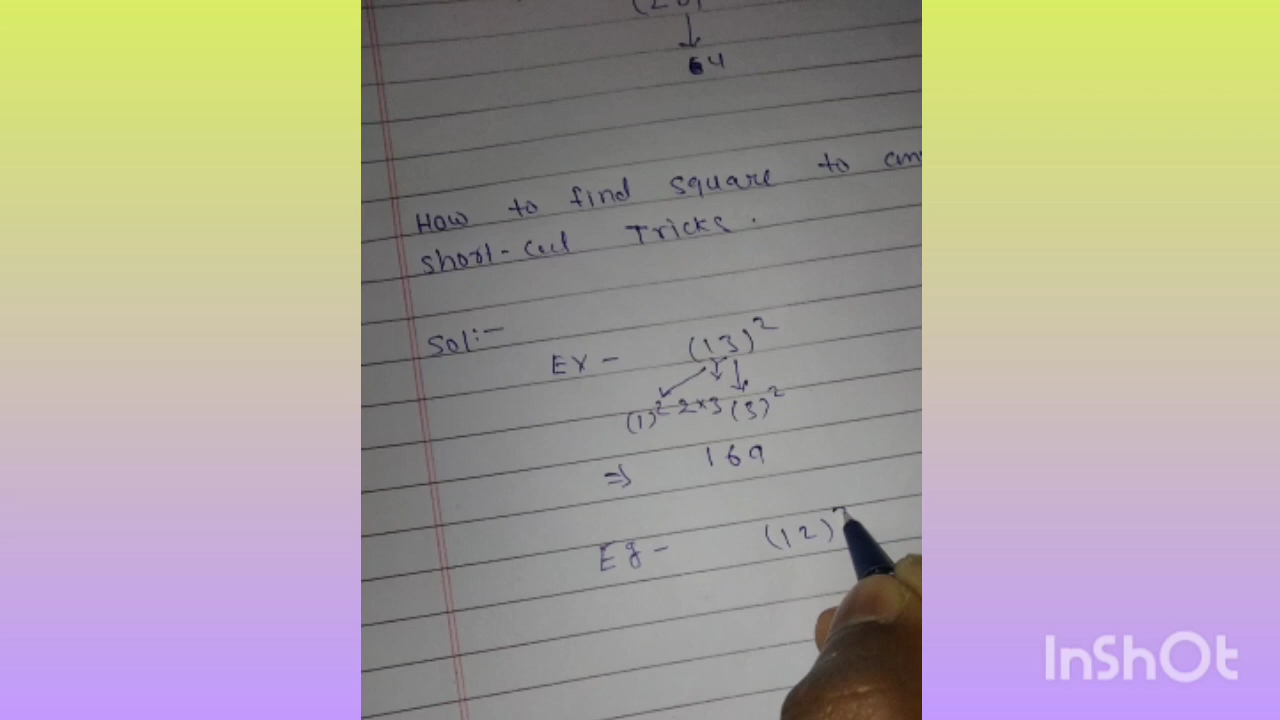 64
How to find square to
short-cut Tricks.
Sol:-
EX - (13)²
(1)² 2×3 (3)²
⇒ 169
Eg - (12)²
InShOt